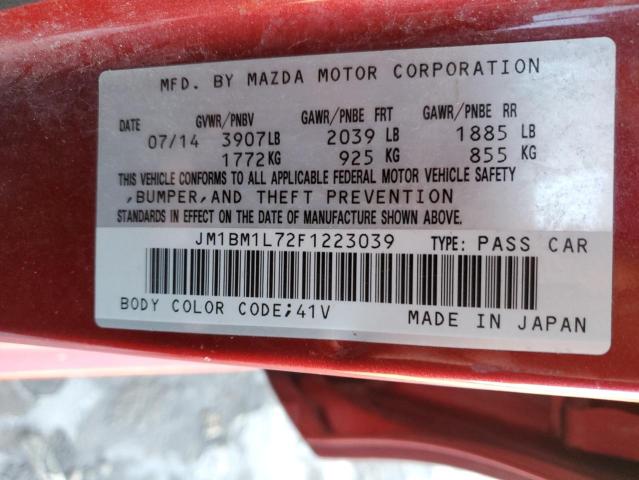 MFD. BY MAZDA MOTOR CORPORATION
DATE GVWR/PNBV GAWR/PNBE FRT GAWR/PNBE RR
07/14 3907LB 2039 LB 1885 LB
1772KG 925 KG 855 KG
THIS VEHICLE CONFORMS TO ALL APPLICABLE FEDERAL MOTOR VEHICLE SAFETY
,BUMPER,AND THEFT PREVENTION
STANDARDS IN EFFECT ON THE DATE OF MANUFACTURE SHOWN ABOVE.
JM1BM1L72F1223039 TYPE: PASS CAR
BODY COLOR CODE;41V MADE IN JAPAN